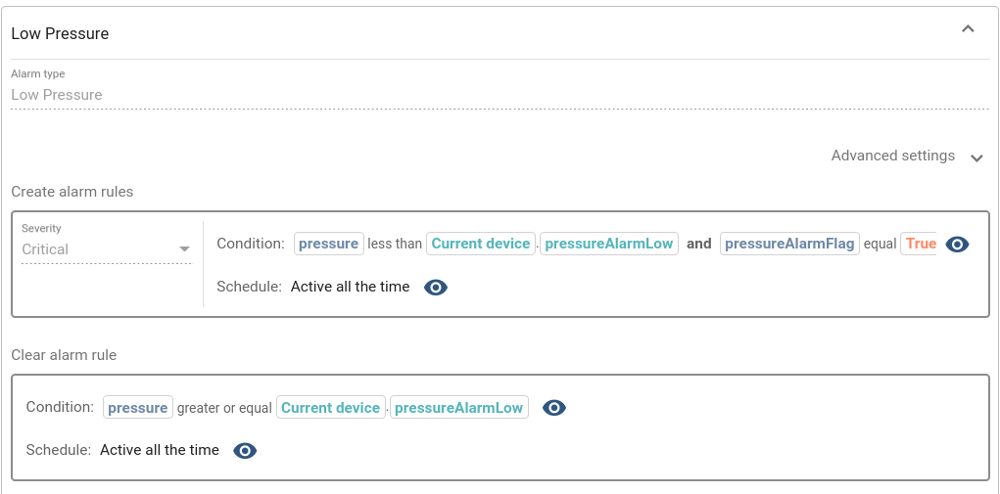 Low Pressure
Alarm type
Low Pressure
Advanced settings
Create alarm rules
Severity
Critical
Condition: pressure less than Current device.pressureAlarmLow and pressureAlarmFlag equal True
Schedule: Active all the time
Clear alarm rule
Condition: pressure greater or equal Current device.pressureAlarmLow
Schedule: Active all the time